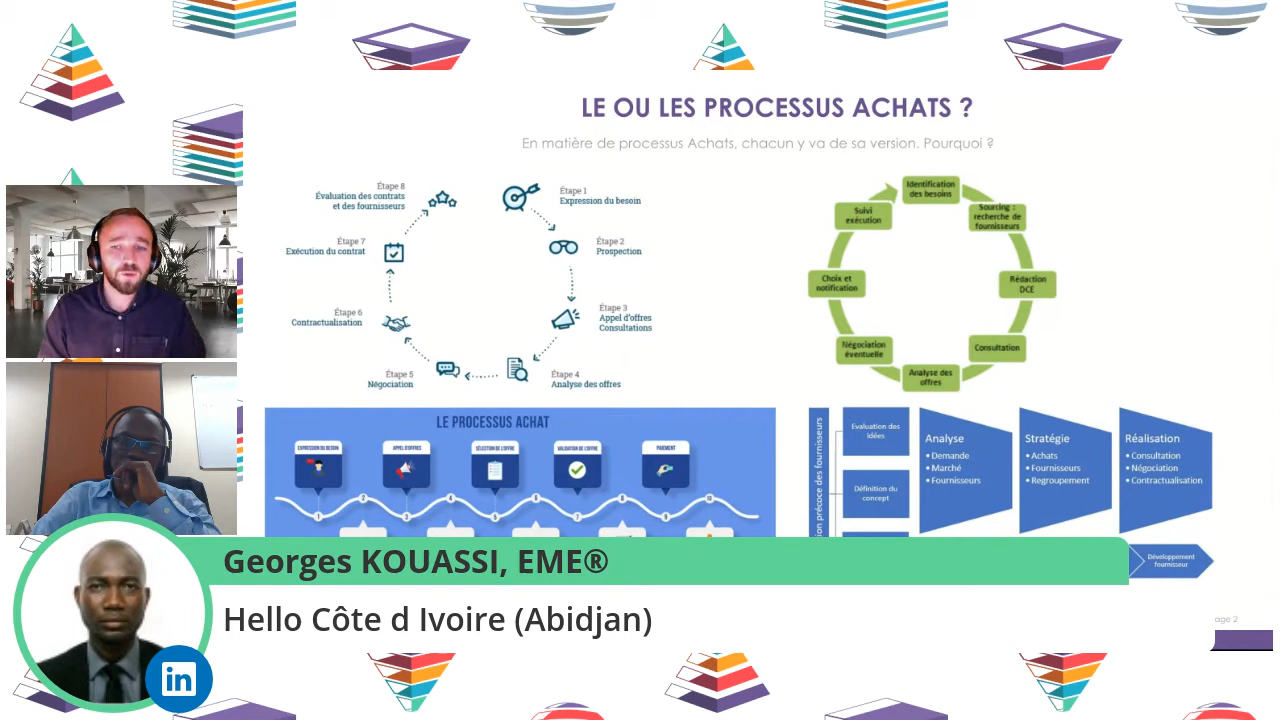 LE OU LES PROCESSUS ACHATS ?
En matière de processus Achats, chacun y va de sa version. Pourquoi ?
Étape 8
Évaluation des contrats
et des fournisseurs
Étape 1
Expression du besoin
Étape 7
Exécution du contrat
Étape 2
Prospection
Étape 6
Contractualisation
Étape 3
Appel d'offres
Consultations
Étape 5
Négociation
Étape 4
Analyse des offres
Identification
des besoins
Sourcing :
recherche de
fournisseurs
Suivi
exécution
Rédaction
DCE
Choix et
notification
Consultation
Négociation
éventuelle
Analyse des
offres
LE PROCESSUS ACHAT
EXPRESSION DU BESOIN
APPEL D'OFFRES
SÉLECTION DE L'OFFRE
VALIDATION DE L'OFFRE
PAIEMENT
précoce des fournisseurs
Evaluation des
idées
Définition du
concept
Analyse
• Demande
• Marché
• Fournisseurs
Stratégie
• Achats
• Fournisseurs
• Regroupement
Réalisation
• Consultation
• Négociation
• Contractualisation
Développement
fournisseur
Georges KOUASSI, EME®
Hello Côte d Ivoire (Abidjan)
age 2
in